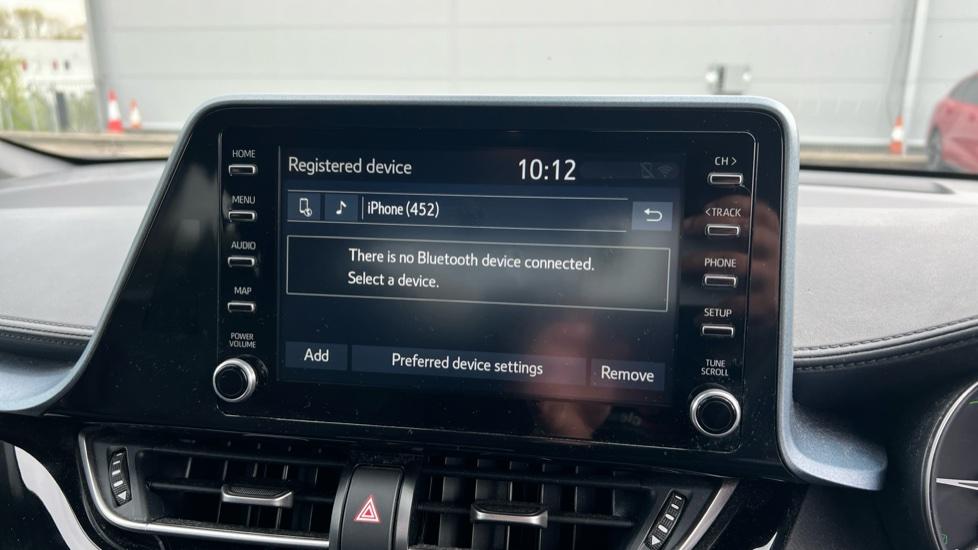 HOME
MENU
AUDIO
MAP
POWER
VOLUME
Registered device
10:12
iPhone (452)
There is no Bluetooth device connected.
Select a device.
Add
Preferred device settings
Remove
CH >
< TRACK
PHONE
SETUP
TUNE
SCROLL